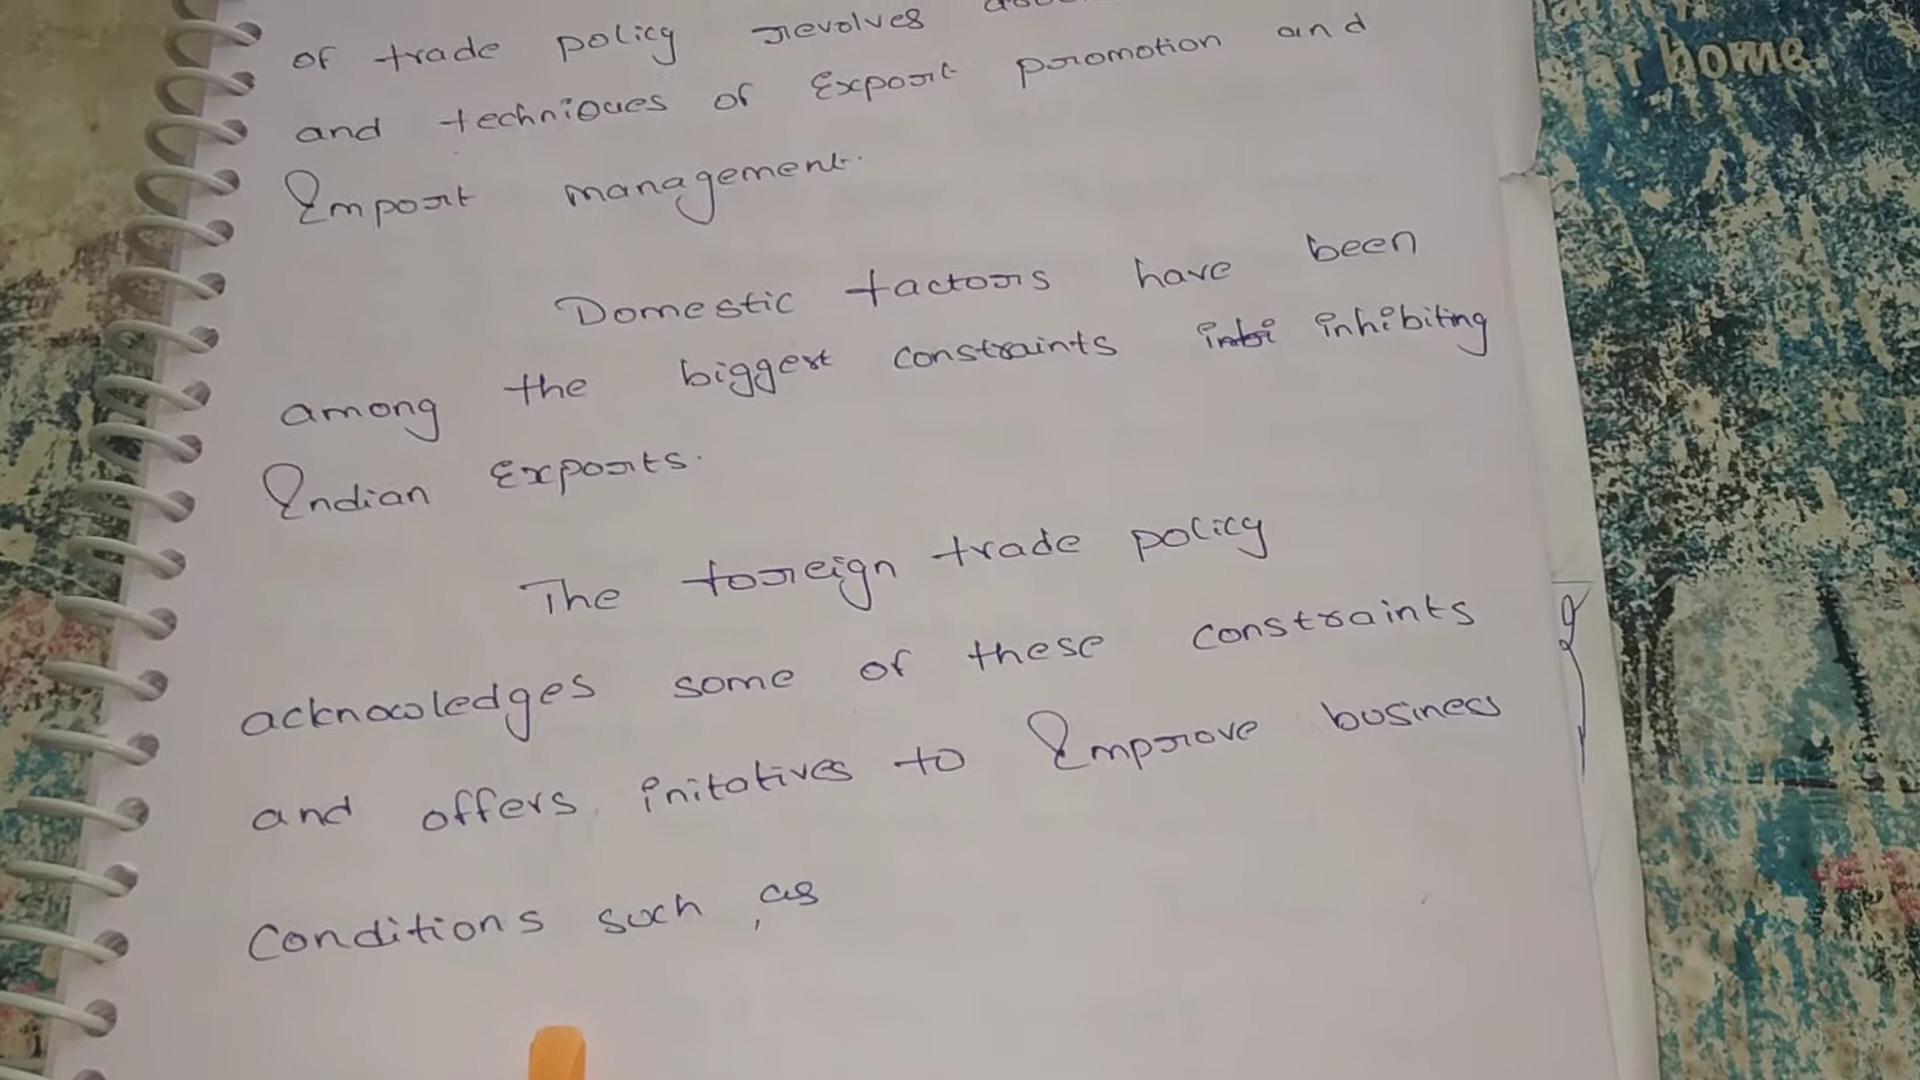 of trade policy revolves
and techniques of Export promotion and
Import management.
Domestic factors have been
among the biggest constraints inhibiting
Indian Exports.
The foreign trade policy
acknowledges some of these constraints
and offers initatives to Improve business
Conditions such as
at home.